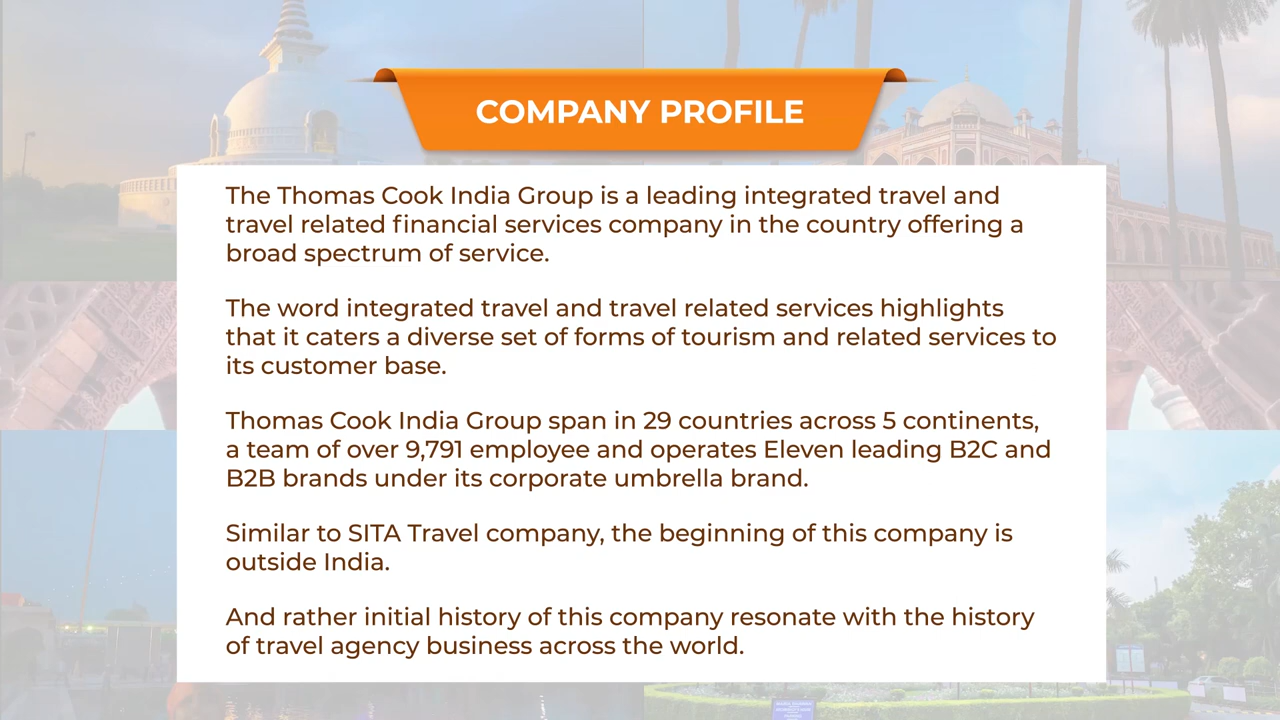 COMPANY PROFILE
The Thomas Cook India Group is a leading integrated travel and
travel related financial services company in the country offering a
broad spectrum of service.
The word integrated travel and travel related services highlights
that it caters a diverse set of forms of tourism and related services to
its customer base.
Thomas Cook India Group span in 29 countries across 5 continents,
a team of over 9,791 employee and operates Eleven leading B2C and
B2B brands under its corporate umbrella brand.
Similar to SITA Travel company, the beginning of this company is
outside India.
And rather initial history of this company resonate with the history
of travel agency business across the world.